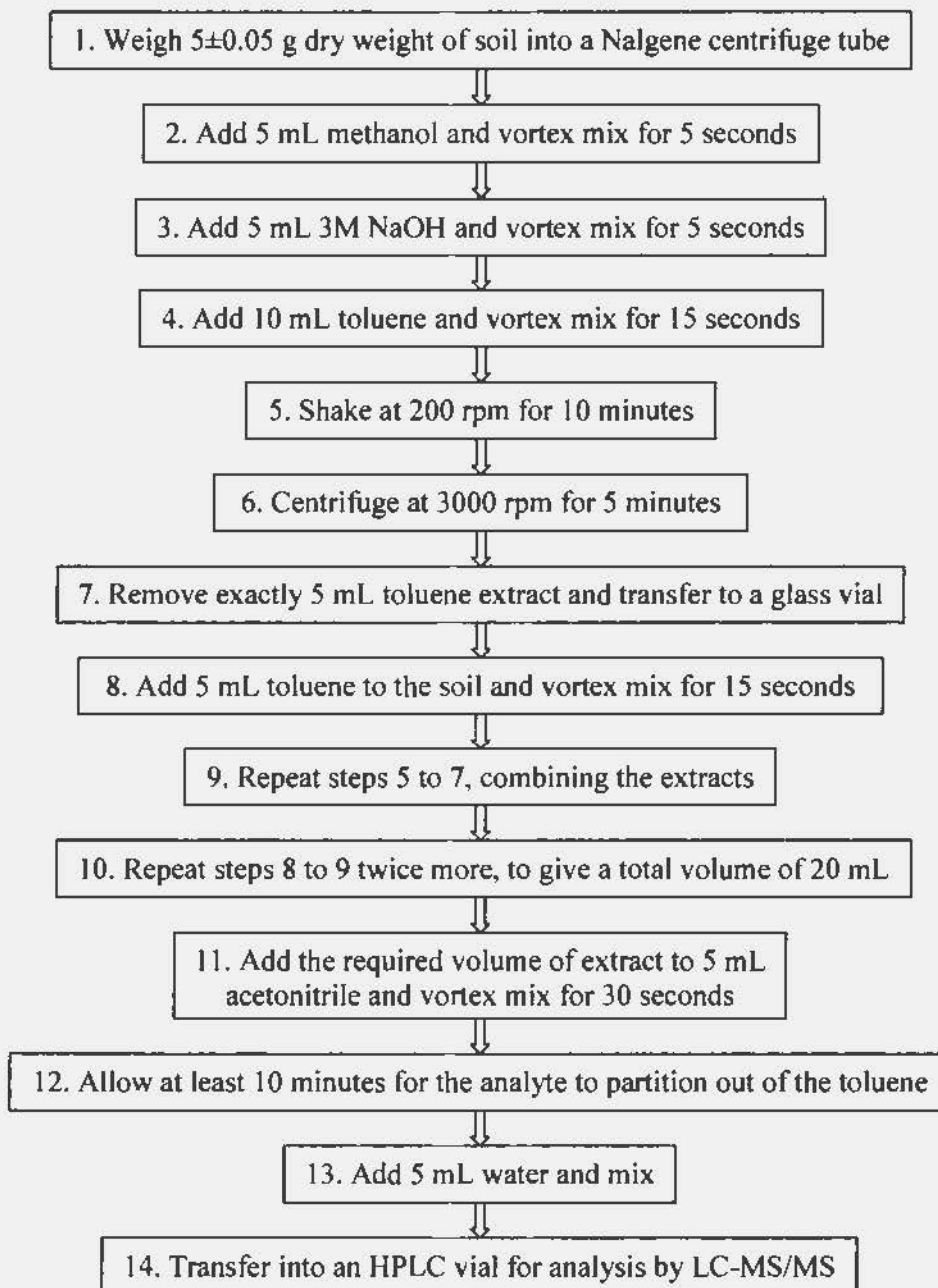 1. Weigh 5±0.05 g dry weight of soil into a Nalgene centrifuge tube
2. Add 5 mL methanol and vortex mix for 5 seconds
3. Add 5 mL 3M NaOH and vortex mix for 5 seconds
4. Add 10 mL toluene and vortex mix for 15 seconds
5. Shake at 200 rpm for 10 minutes
6. Centrifuge at 3000 rpm for 5 minutes
7. Remove exactly 5 mL toluene extract and transfer to a glass vial
8. Add 5 mL toluene to the soil and vortex mix for 15 seconds
9. Repeat steps 5 to 7, combining the extracts
10. Repeat steps 8 to 9 twice more, to give a total volume of 20 mL
11. Add the required volume of extract to 5 mL
acetonitrile and vortex mix for 30 seconds
12. Allow at least 10 minutes for the analyte to partition out of the toluene
13. Add 5 mL water and mix
14. Transfer into an HPLC vial for analysis by LC-MS/MS